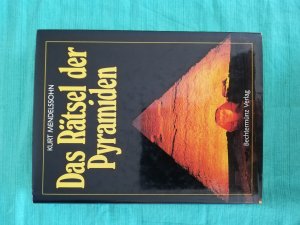 KURT MENDELSSOHN
Das Rätsel der
Pyramiden
Bechtermünz Verlag